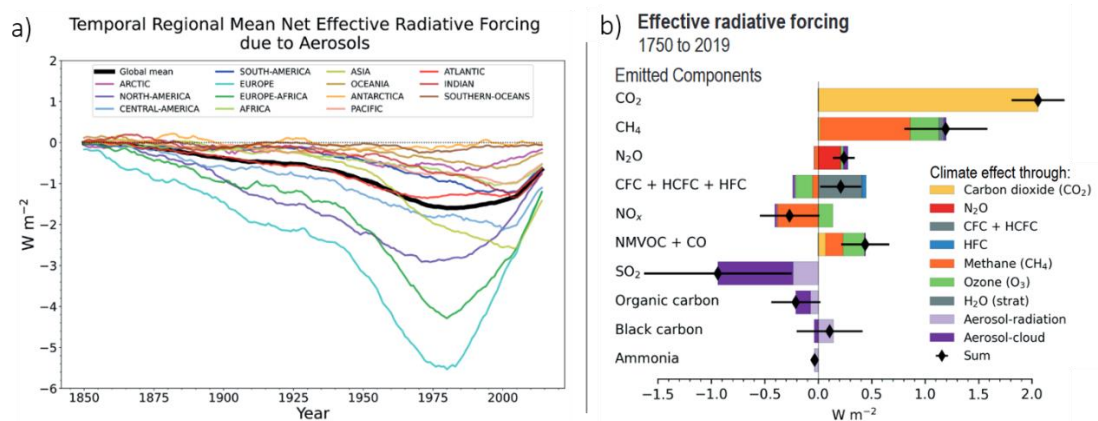 a)
Temporal Regional Mean Net Effective Radiative Forcing
due to Aerosols
Global mean
ARCTIC
NORTH-AMERICA
CENTRAL-AMERICA
SOUTH-AMERICA
EUROPE
EUROPE-AFRICA
AFRICA
ASIA
OCEANIA
ANTARCTICA
PACIFIC
ATLANTIC
INDIAN
SOUTHERN-OCEANS
W m⁻²
2
1
0
−1
−2
−3
−4
−5
−6
1850 1875 1900 1925 1950 1975 2000
Year
b) Effective radiative forcing
1750 to 2019
Emitted Components
CO₂
CH₄
N₂O
CFC + HCFC + HFC
NOₓ
NMVOC + CO
SO₂
Organic carbon
Black carbon
Ammonia
Climate effect through:
Carbon dioxide (CO₂)
N₂O
CFC + HCFC
HFC
Methane (CH₄)
Ozone (O₃)
H₂O (strat)
Aerosol-radiation
Aerosol-cloud
Sum
−1.5 −1.0 −0.5 0.0 0.5 1.0 1.5 2.0
W m⁻²